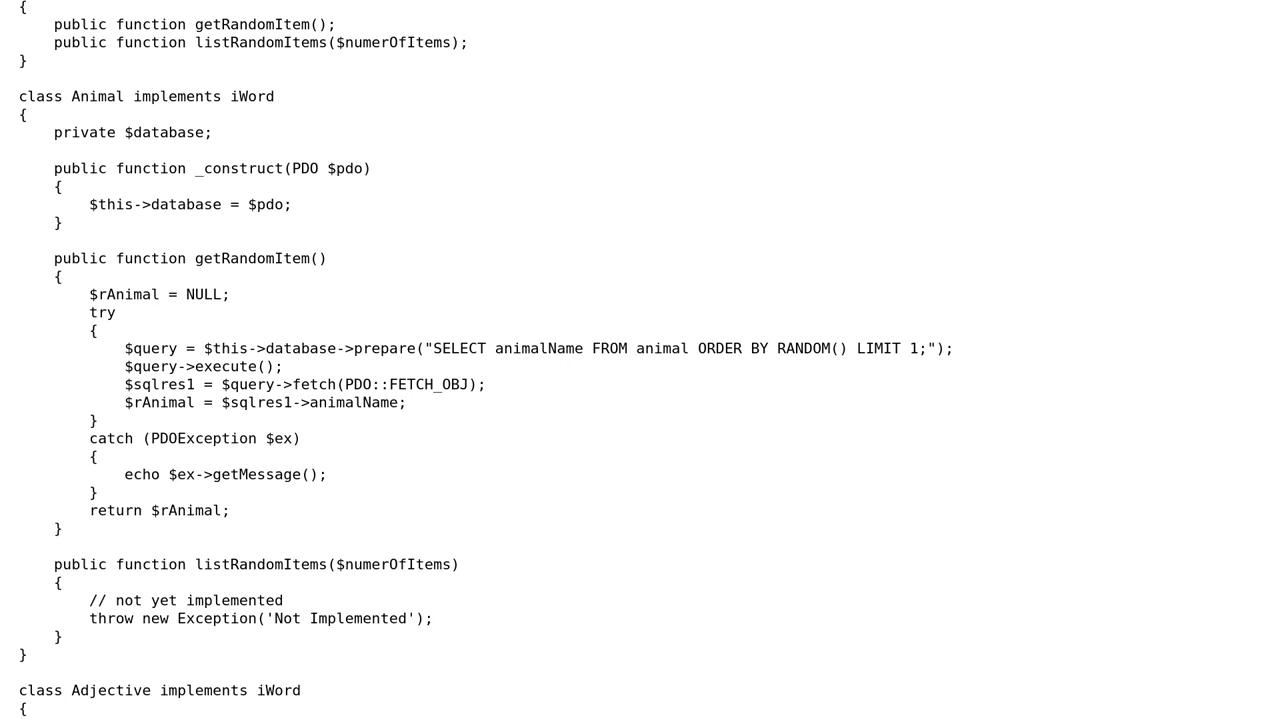 {
    public function getRandomItem();
    public function listRandomItems($numerOfItems);
}

class Animal implements iWord
{
    private $database;

    public function _construct(PDO $pdo)
    {
        $this->database = $pdo;
    }

    public function getRandomItem()
    {
        $rAnimal = NULL;
        try
        {
            $query = $this->database->prepare("SELECT animalName FROM animal ORDER BY RANDOM() LIMIT 1;");
            $query->execute();
            $sqlres1 = $query->fetch(PDO::FETCH_OBJ);
            $rAnimal = $sqlres1->animalName;
        }
        catch (PDOException $ex)
        {
            echo $ex->getMessage();
        }
        return $rAnimal;
    }

    public function listRandomItems($numerOfItems)
    {
        // not yet implemented
        throw new Exception('Not Implemented');
    }
}

class Adjective implements iWord
{